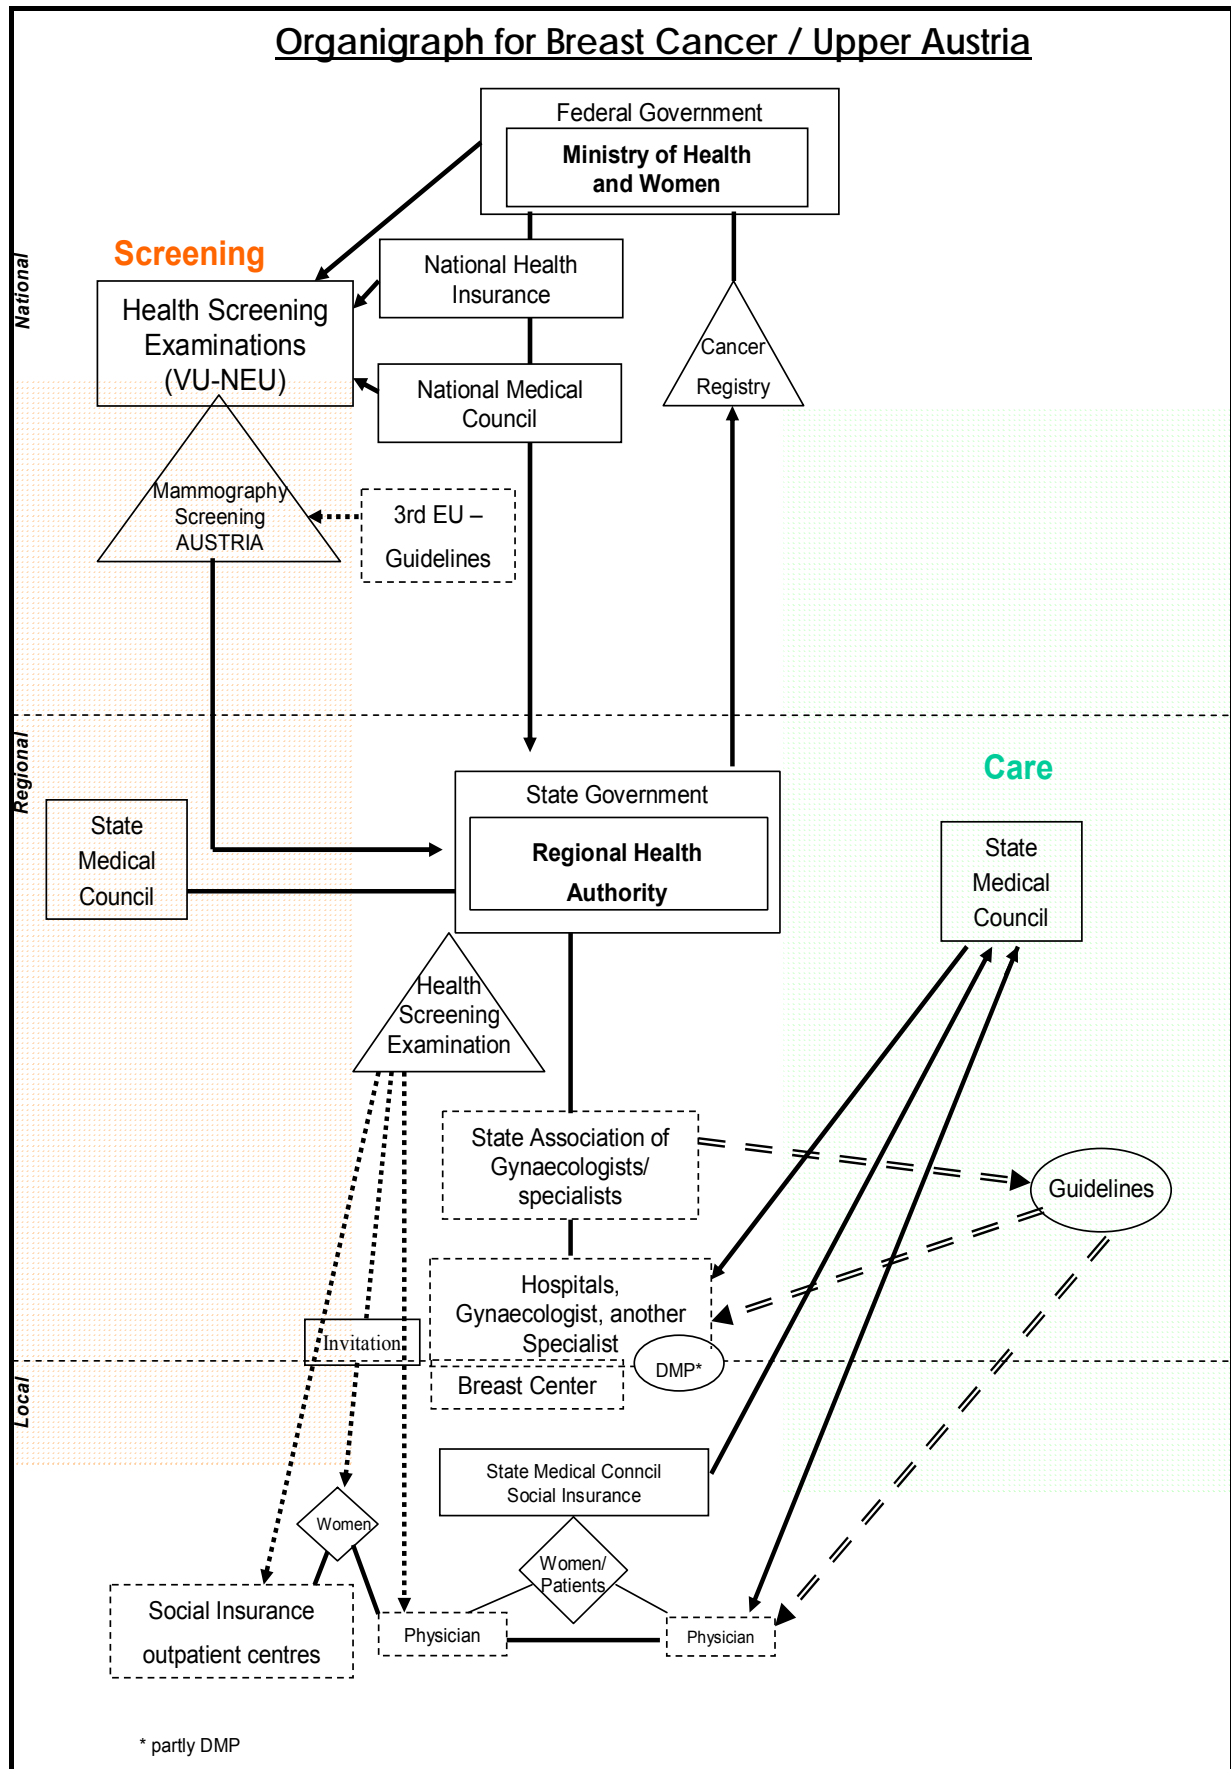 Organigraph for Breast Cancer / Upper Austria
Federal Government
Ministry of Health
and Women
National
Screening
National Health
Insurance
Health Screening
Examinations
(VU-NEU)
Cancer
Registry
National Medical
Council
Mammography
Screening
AUSTRIA
3rd EU –
Guidelines
Regional
Care
State Government
Regional Health
Authority
State
Medical
Council
State
Medical
Council
Health
Screening
Examination
State Association of
Gynaecologists/
specialists
Guidelines
Hospitals,
Gynaecologist, another
Specialist
Invitation
DMP*
Breast Center
Local
State Medical Conncil
Social Insurance
Women
Women/
Patients
Social Insurance
outpatient centres
Physician
Physician
* partly DMP